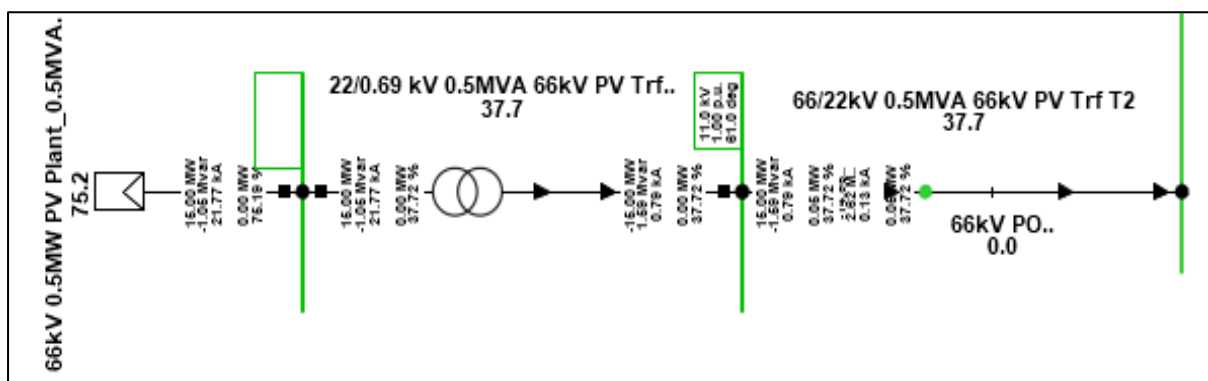 66kV 0.5MW PV Plant_0.5MVA.
75.2
15.00 MW
-1.05 Mvar
21.77 kA
0.00 MW
75.19 %
22/0.69 kV 0.5MVA 66kV PV Trf..
37.7
15.00 MW
-1.05 Mvar
21.77 kA
0.00 MW
37.72 %
15.00 MW
-1.59 Mvar
0.79 kA
0.00 MW
37.72 %
11.0 kV
1.00 p.u.
61.0 deg
66/22kV 0.5MVA 66kV PV Trf T2
37.7
15.00 MW
-1.59 Mvar
0.79 kA
0.05 MW
37.72 %
0.13 kA
37.72 %
66kV PO..
0.0